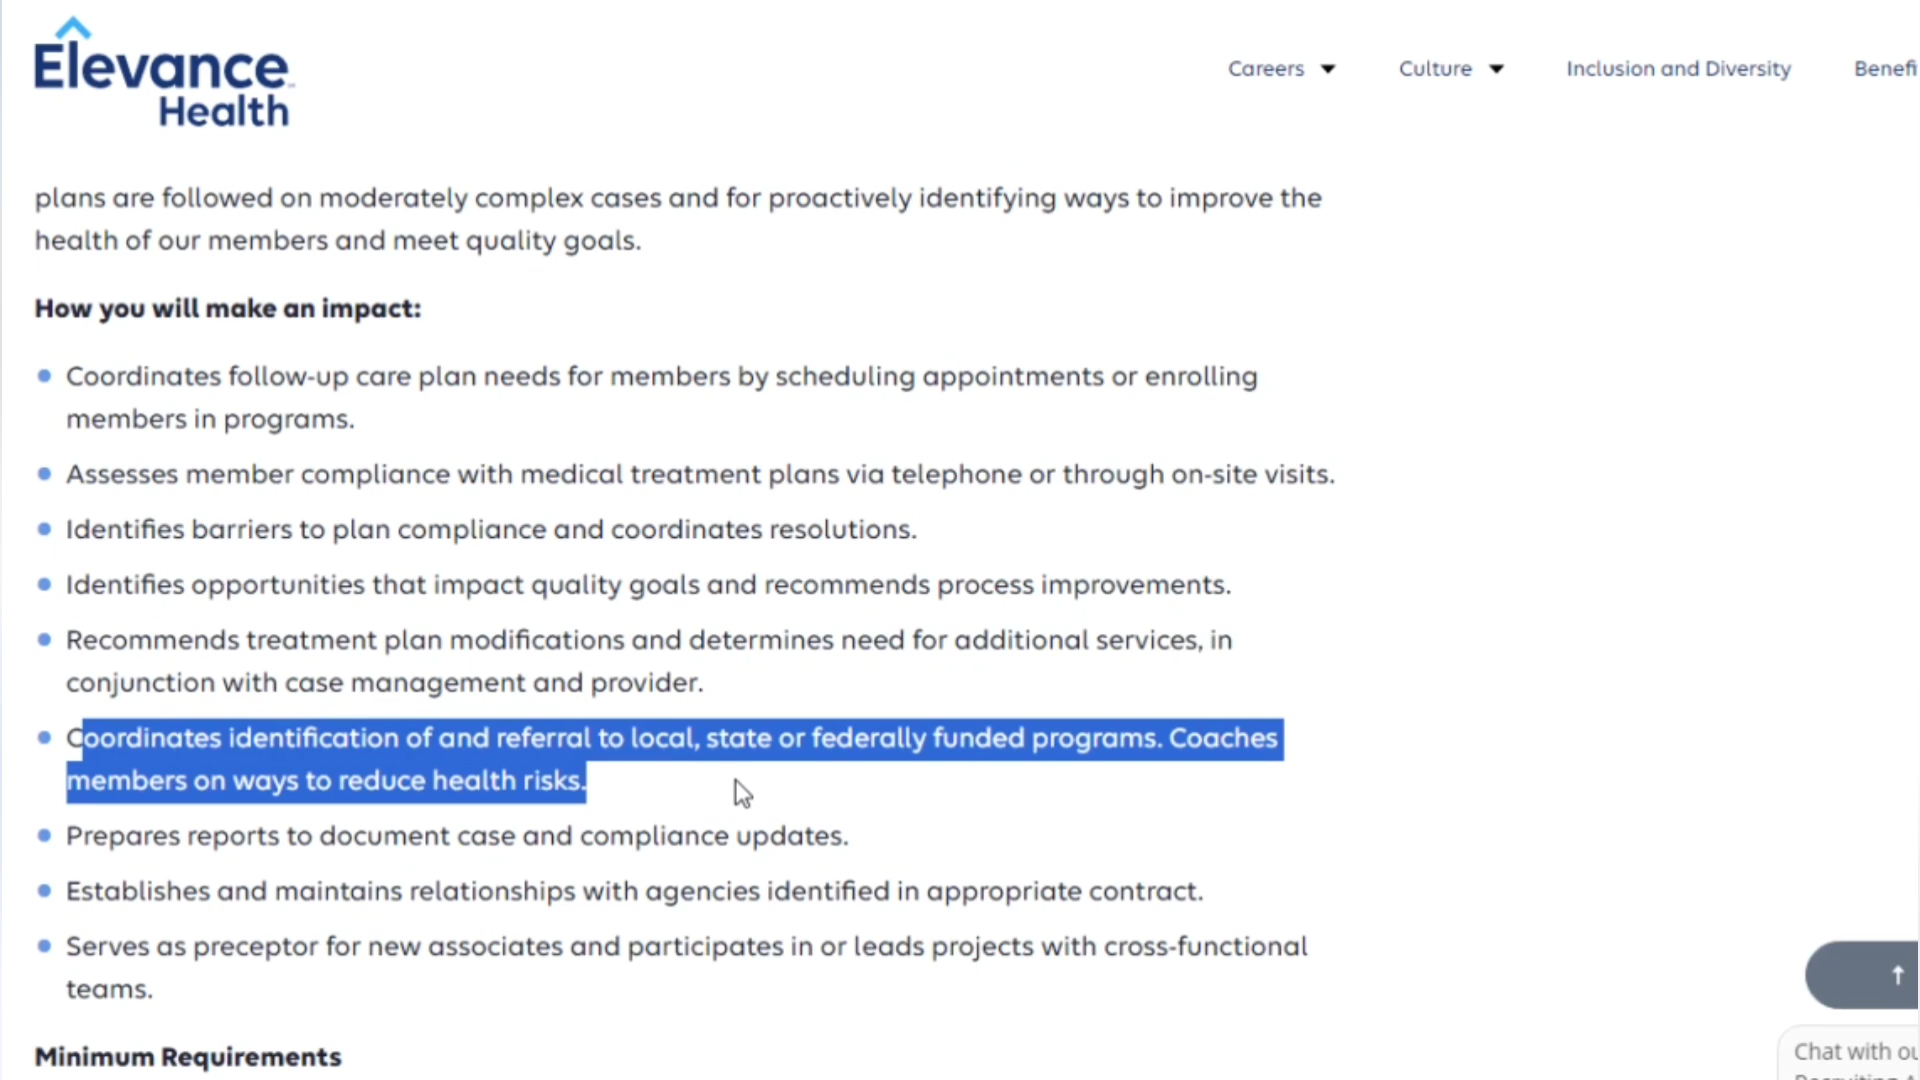 Elevance
Health
Careers
Culture
Inclusion and Diversity
Benefi
plans are followed on moderately complex cases and for proactively identifying ways to improve the
health of our members and meet quality goals.
How you will make an impact:
Coordinates follow-up care plan needs for members by scheduling appointments or enrolling
members in programs.
Assesses member compliance with medical treatment plans via telephone or through on-site visits.
Identifies barriers to plan compliance and coordinates resolutions.
Identifies opportunities that impact quality goals and recommends process improvements.
Recommends treatment plan modifications and determines need for additional services, in
conjunction with case management and provider.
Coordinates identification of and referral to local, state or federally funded programs. Coaches
members on ways to reduce health risks.
Prepares reports to document case and compliance updates.
Establishes and maintains relationships with agencies identified in appropriate contract.
Serves as preceptor for new associates and participates in or leads projects with cross-functional
teams.
Minimum Requirements
Chat with ou